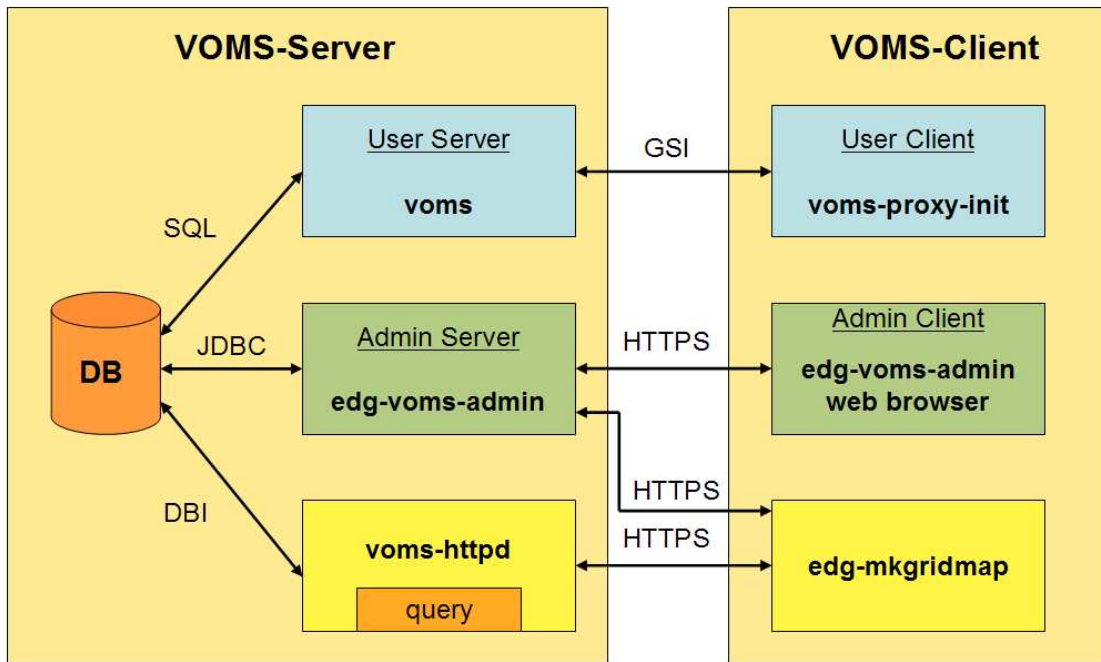 VOMS-Server
VOMS-Client
User Server
voms
GSI
User Client
voms-proxy-init
SQL
DB
JDBC
Admin Server
edg-voms-admin
HTTPS
Admin Client
edg-voms-admin
web browser
HTTPS
DBI
voms-httpd
query
HTTPS
edg-mkgridmap